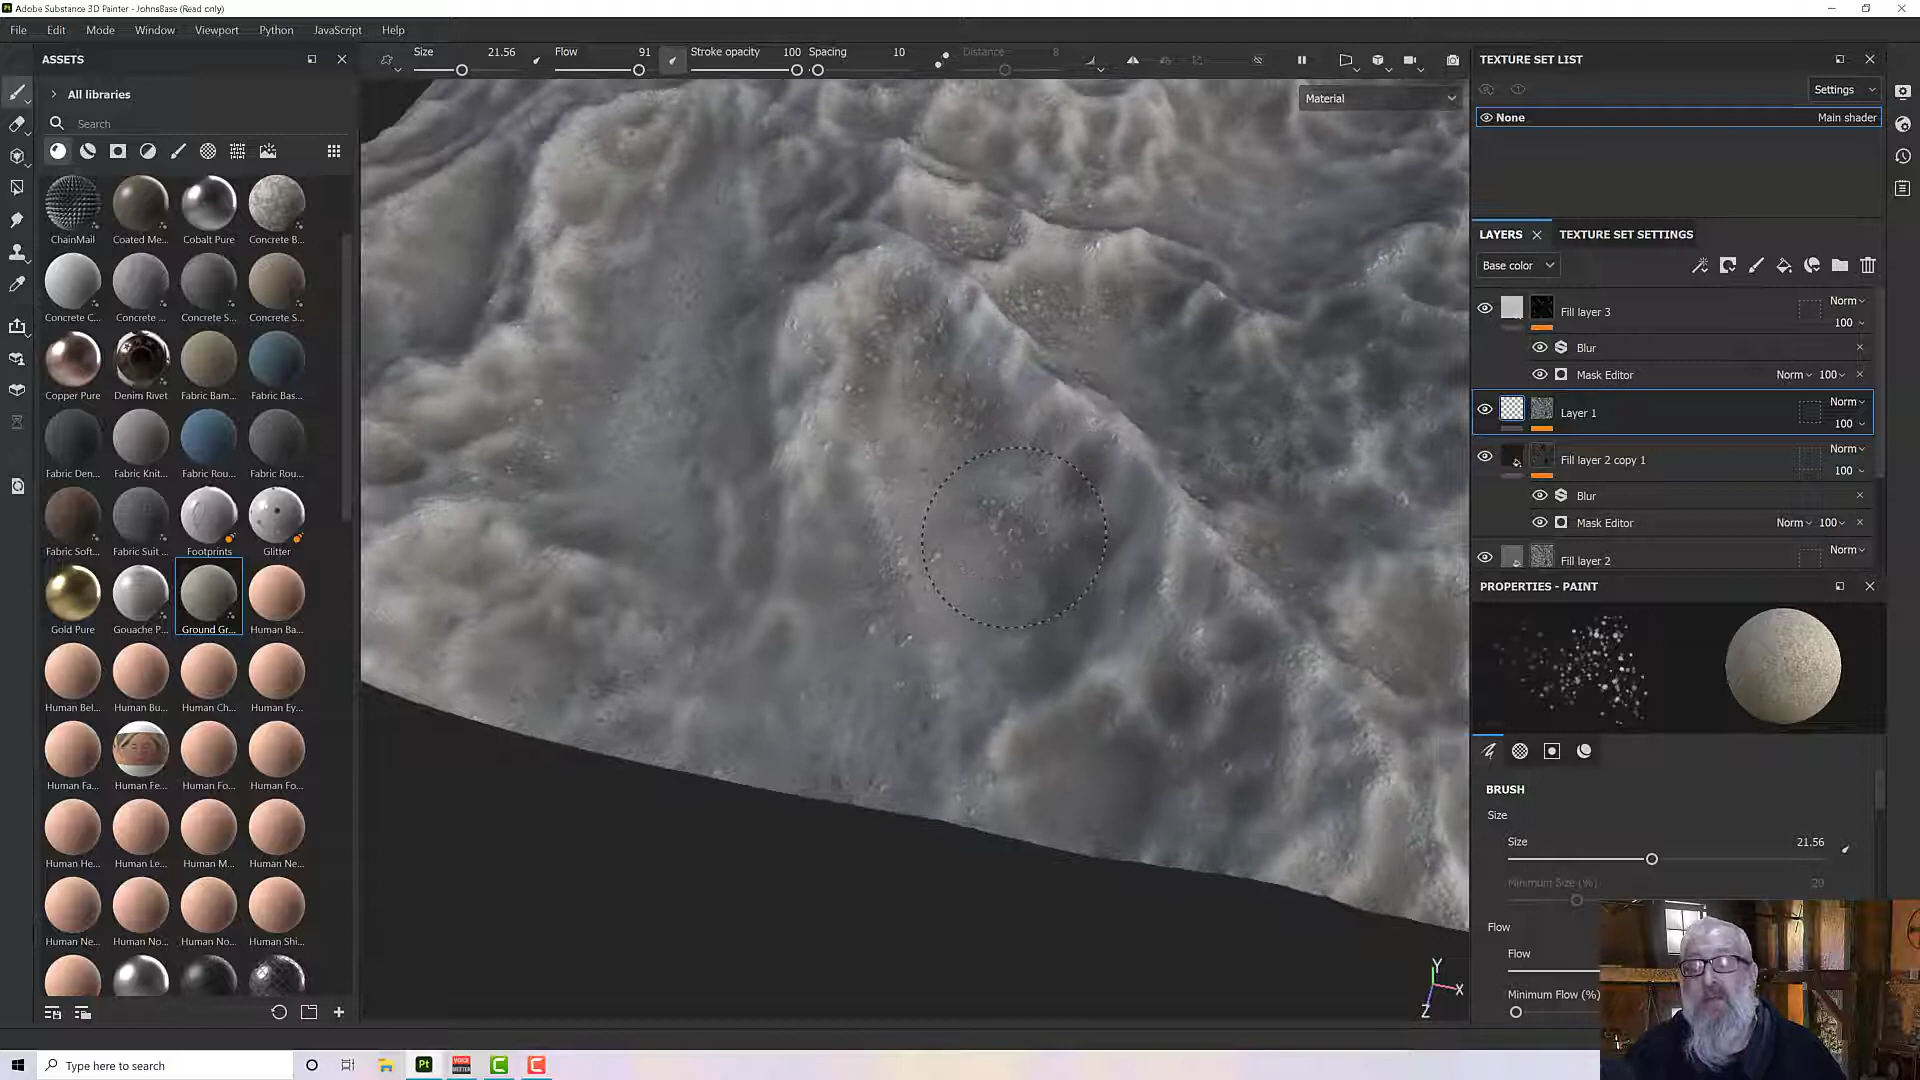 Pt Adobe Substance 3D Painter - JohnsBase (Read only)
File Edit Mode Window Viewport Python JavaScript Help
ASSETS
Size 21.56 Flow 91 Stroke opacity 100 Spacing 10 Distance 8
TEXTURE SET LIST
All libraries
Material
Settings
Search
None Main shader
ChainMail Coated Me... Cobalt Pure Concrete B...
LAYERS TEXTURE SET SETTINGS
Base color
Concrete C... Concrete ... Concrete S... Concrete S...
Fill layer 3 Norm 100
Blur
Mask Editor Norm 100
Copper Pure Denim Rivet Fabric Bam... Fabric Bas...
Layer 1 Norm 100
Fill layer 2 copy 1 Norm 100
Fabric Den... Fabric Knit... Fabric Rou... Fabric Rou...
Blur
Mask Editor Norm 100
Fabric Soft... Fabric Suit ... Footprints Glitter
Fill layer 2 Norm
PROPERTIES - PAINT
Gold Pure Gouache P... Ground Gr... Human Ba...
Human Bel... Human Bu... Human Ch... Human Ey...
Human Fa... Human Fe... Human Fo... Human Fo...
BRUSH
Size
Size 21.56
Human He... Human Le... Human M... Human Ne...
Minimum Size (%) 20
Flow
Human Ne... Human No... Human No... Human Shi...
Flow
Minimum Flow (%)
Y
X
Z
Type here to search
Pt